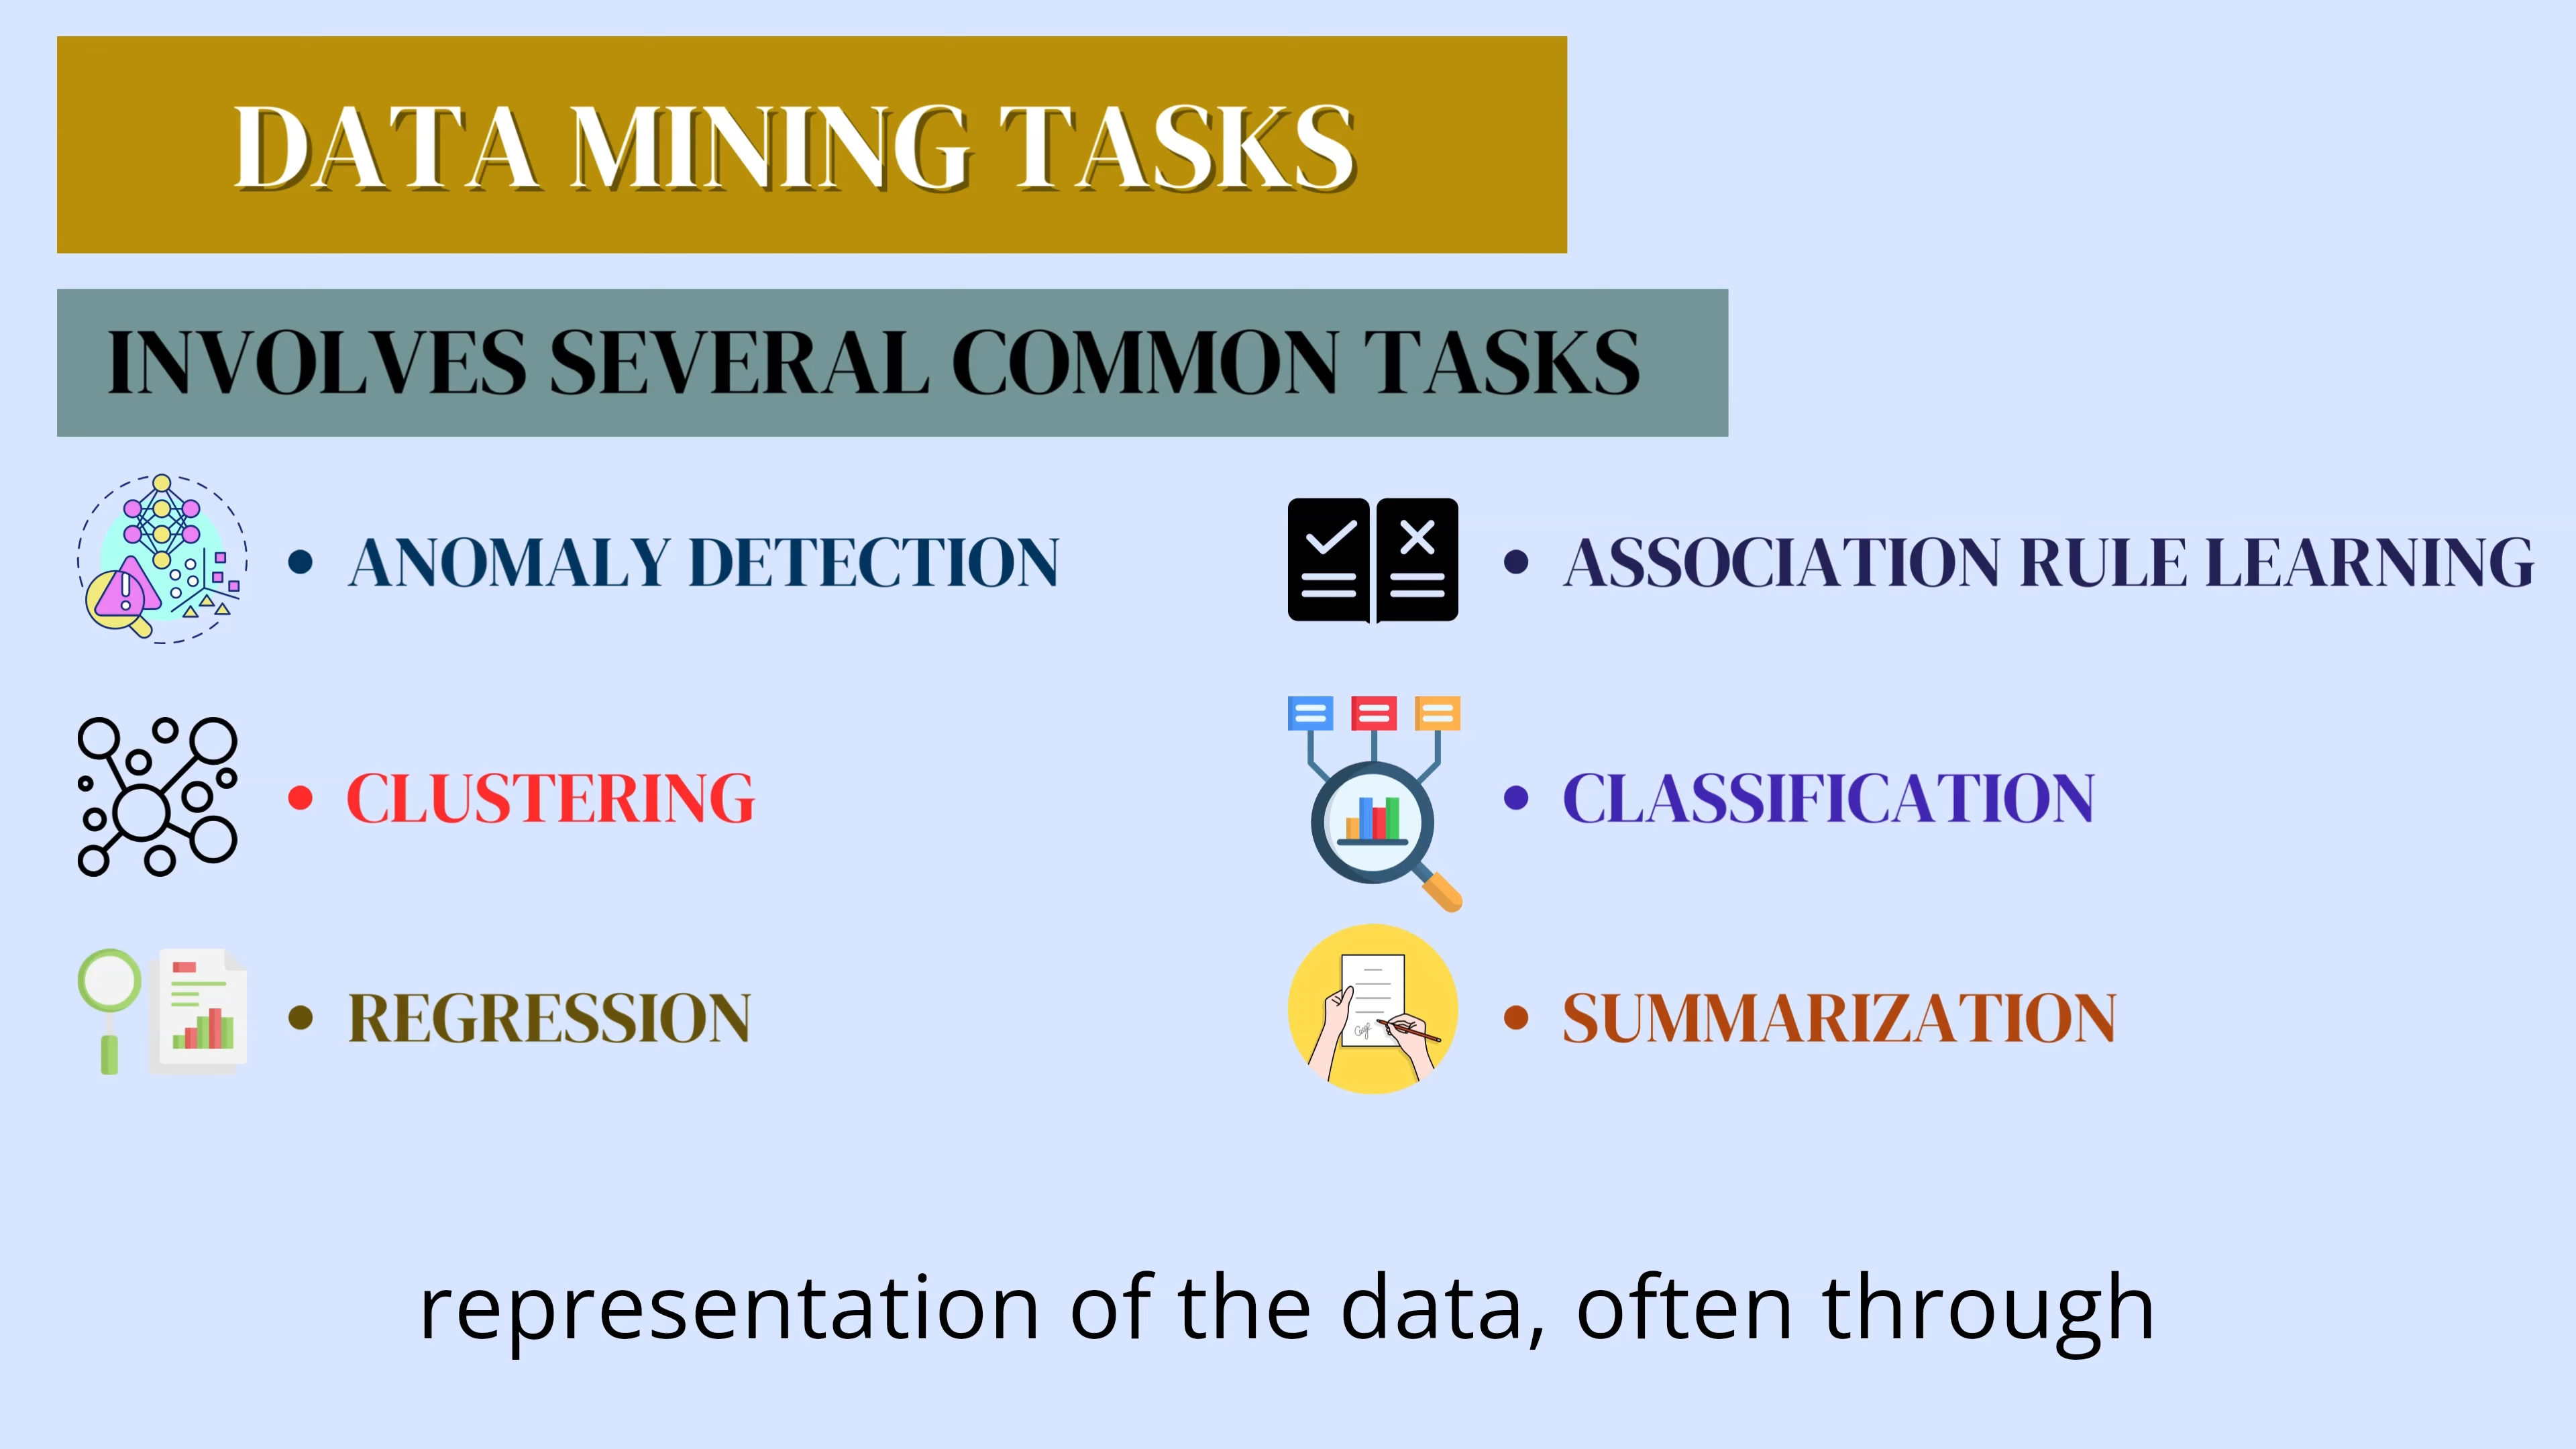 DATA MINING TASKS
INVOLVES SEVERAL COMMON TASKS
• ANOMALY DETECTION
• ASSOCIATION RULE LEARNING
• CLUSTERING
• CLASSIFICATION
• REGRESSION
• SUMMARIZATION
representation of the data, often through